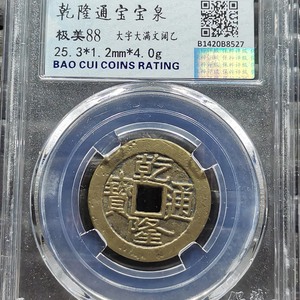 乾隆通宝宝泉
极美88 大字大满文阔乙
25.3*1.2mm*4.0g
BAO CUI COINS RATING
B1420B8527
乾隆通寶